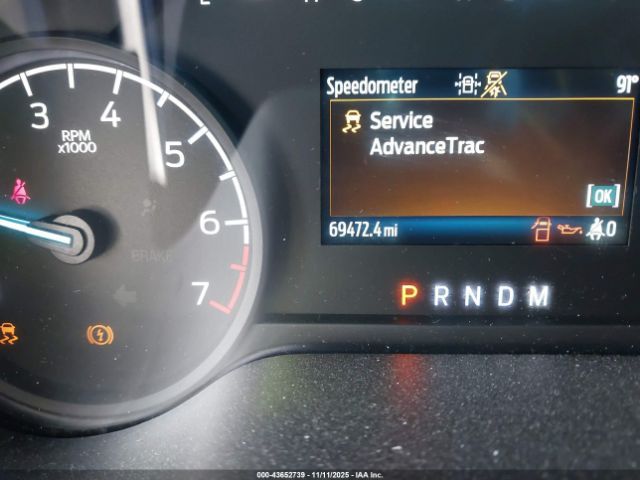 Speedometer 91°
Service
AdvanceTrac
[OK]
69472.4 mi 0
3 4 5 6 7
RPM
x1000
BRAKE
P R N D M
000-43652739 - 11/11/2025 - IAA Inc.